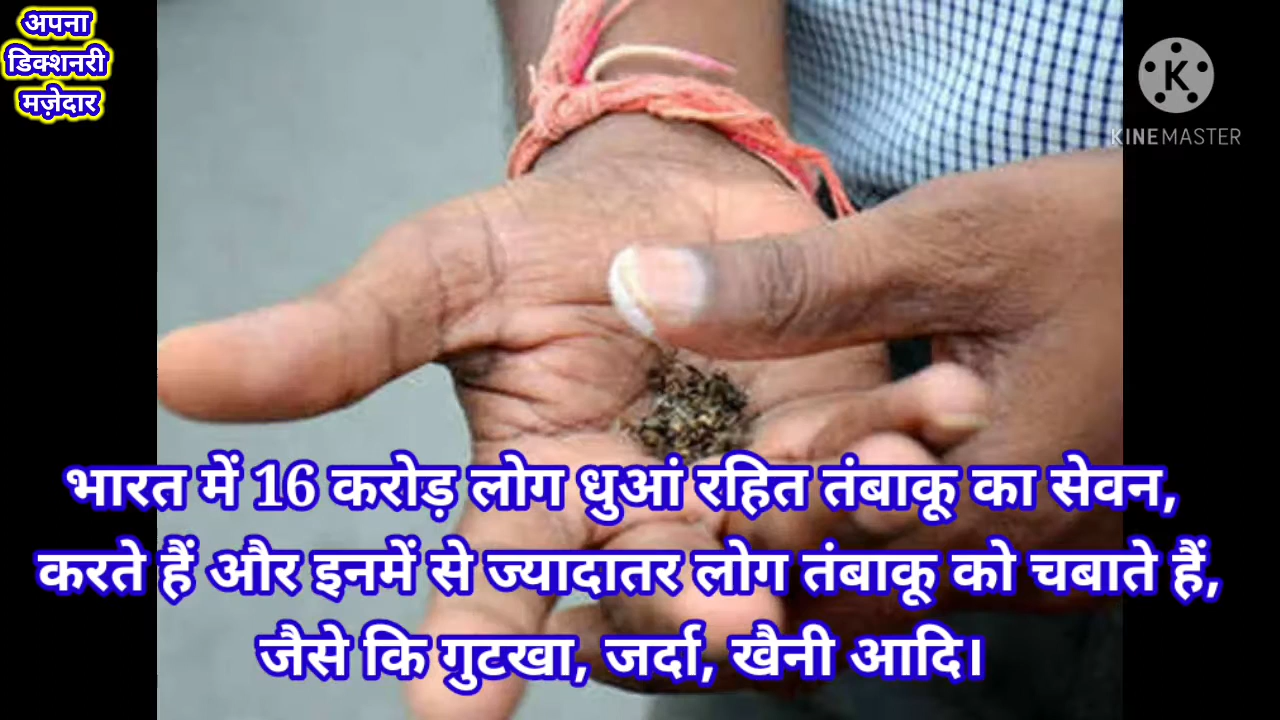 अपना
डिक्शनरी
मज़ेदार
K
KINEMASTER
भारत में 16 करोड़ लोग धुआं रहित तंबाकू का सेवन,
करते हैं और इनमें से ज्यादातर लोग तंबाकू को चबाते हैं,
जैसे कि गुटखा, जर्दा, खैनी आदि।